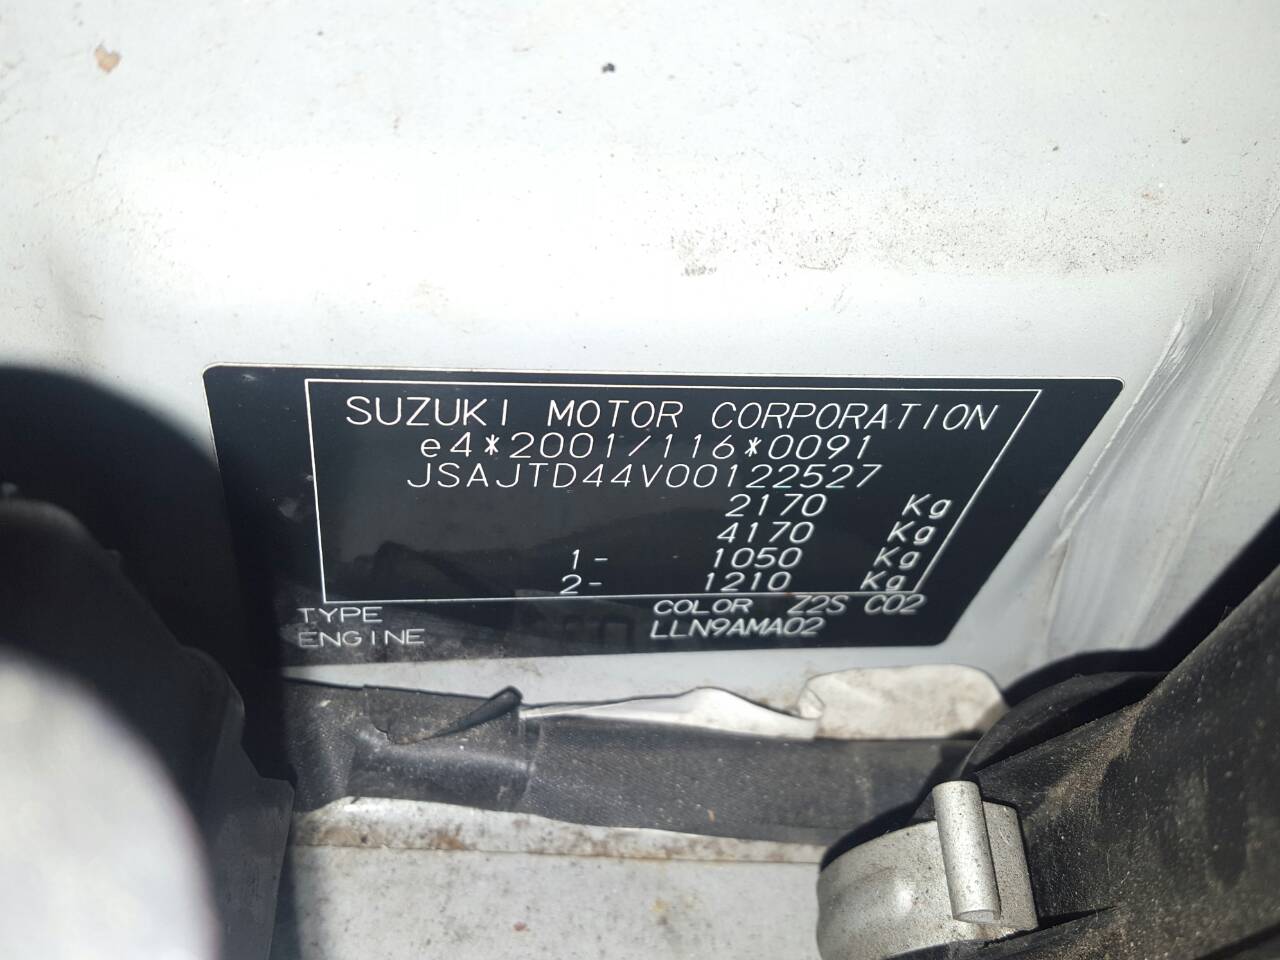 SUZUKI MOTOR CORPORATION
e4*2001/116*0091
JSAJTD44V00122527
2170 Kg
4170 Kg
1- 1050 Kg
2- 1210 Kg
TYPE COLOR Z2S C02
ENGINE LLN9AMA02